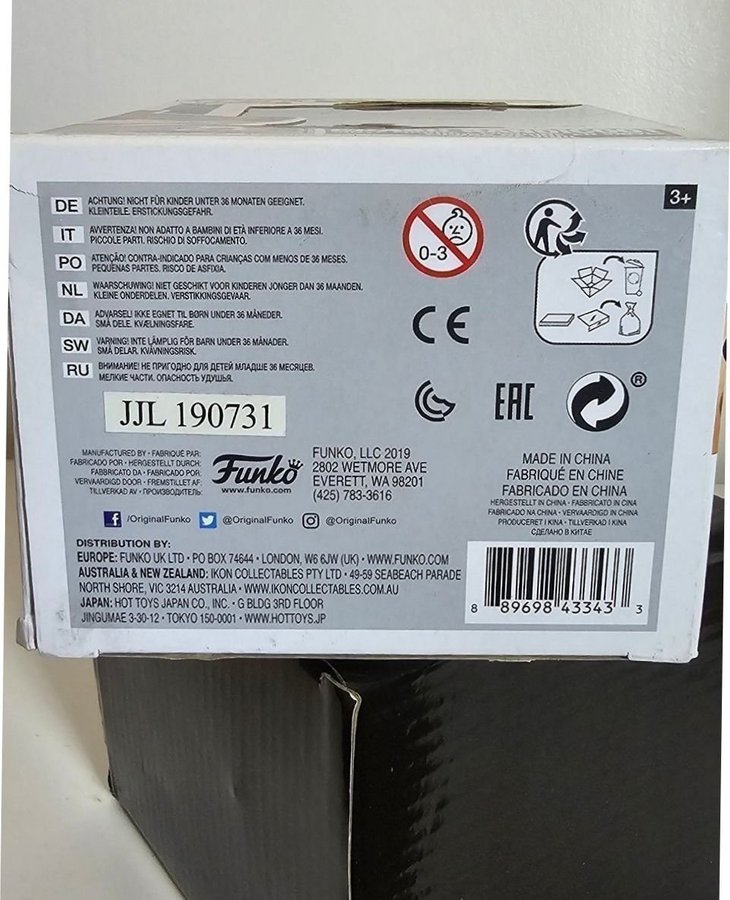 3+
DE ACHTUNG! NICHT FÜR KINDER UNTER 36 MONATEN GEEIGNET.
KLEINTEILE. ERSTICKUNGSGEFAHR.
IT AVVERTENZA! NON ADATTO A BAMBINI DI ETÀ INFERIORE A 36 MESI.
PICCOLE PARTI. RISCHIO DI SOFFOCAMENTO.
PO ATENÇÃO! CONTRA-INDICADO PARA CRIANÇAS COM MENOS DE 36 MESES.
PEQUENAS PARTES. RISCO DE ASFIXIA.
NL WAARSCHUWING! NIET GESCHIKT VOOR KINDEREN JONGER DAN 36 MAANDEN.
KLEINE ONDERDELEN. VERSTIKKINGSGEVAAR.
DA ADVARSEL! IKKE EGNET TIL BØRN UNDER 36 MÅNEDER.
SMÅ DELE. KVÆLNINGSFARE.
SW VARNING! INTE LÄMPLIG FÖR BARN UNDER 36 MÅNADER.
SMÅ DELAR. KVÄVNINGSRISK.
RU ВНИМАНИЕ! НЕ ПРИГОДНО ДЛЯ ДЕТЕЙ МЛАДШЕ 36 МЕСЯЦЕВ.
МЕЛКИЕ ЧАСТИ. ОПАСНОСТЬ УДУШЬЯ.
0-3
CE
EAC
®
JJL 190731
MANUFACTURED BY · FABRIQUÉ PAR:
FABRICADO POR · HERGESTELLT DURCH:
FABBRICATO DA · FABRICADO POR:
VERVAARDIGD DOOR · FREMSTILLET AF:
TILLVERKAD AV · ПРОИЗВОДИТЕЛЬ:
Funko
www.funko.com
FUNKO, LLC 2019
2802 WETMORE AVE
EVERETT, WA 98201
(425) 783-3616
MADE IN CHINA
FABRIQUÉ EN CHINE
FABRICADO EN CHINA
HERGESTELLT IN CHINA · FABBRICATO IN CINA
FABRICADO NA CHINA · VERVAARDIGD IN CHINA
PRODUCERET I KINA · TILLVERKAD I KINA
СДЕЛАНО В КИТАЕ
/OriginalFunko @OriginalFunko @OriginalFunko
DISTRIBUTION BY:
EUROPE: FUNKO UK LTD · PO BOX 74644 · LONDON, W6 6JW (UK) · WWW.FUNKO.COM
AUSTRALIA & NEW ZEALAND: IKON COLLECTABLES PTY LTD · 49-59 SEABEACH PARADE
NORTH SHORE, VIC 3214 AUSTRALIA · WWW.IKONCOLLECTABLES.COM.AU
JAPAN: HOT TOYS JAPAN CO., INC. · G BLDG 3RD FLOOR
JINGUMAE 3-30-12 · TOKYO 150-0001 · WWW.HOTTOYS.JP
8 89698 43343 3